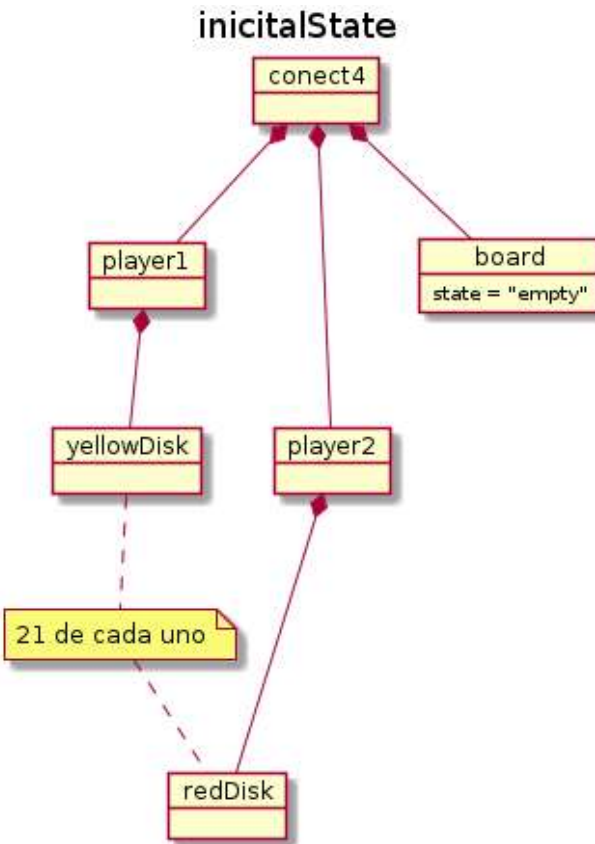 inicitalState
conect4
player1
board
state = "empty"
yellowDisk
player2
21 de cada uno
redDisk